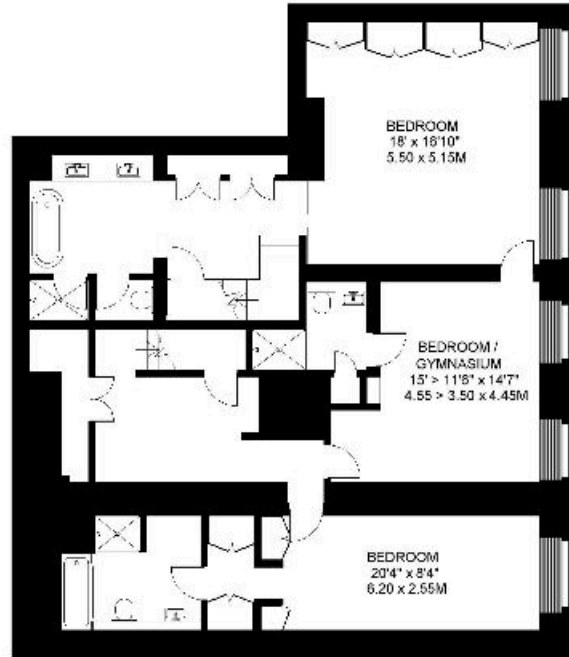 BEDROOM
18' x 16'10"
5.50 x 5.15M
BEDROOM /
GYMNASIUM
15' > 11'6" x 14'7"
4.55 > 3.50 x 4.45M
BEDROOM
20'4" x 8'4"
6.20 x 2.55M